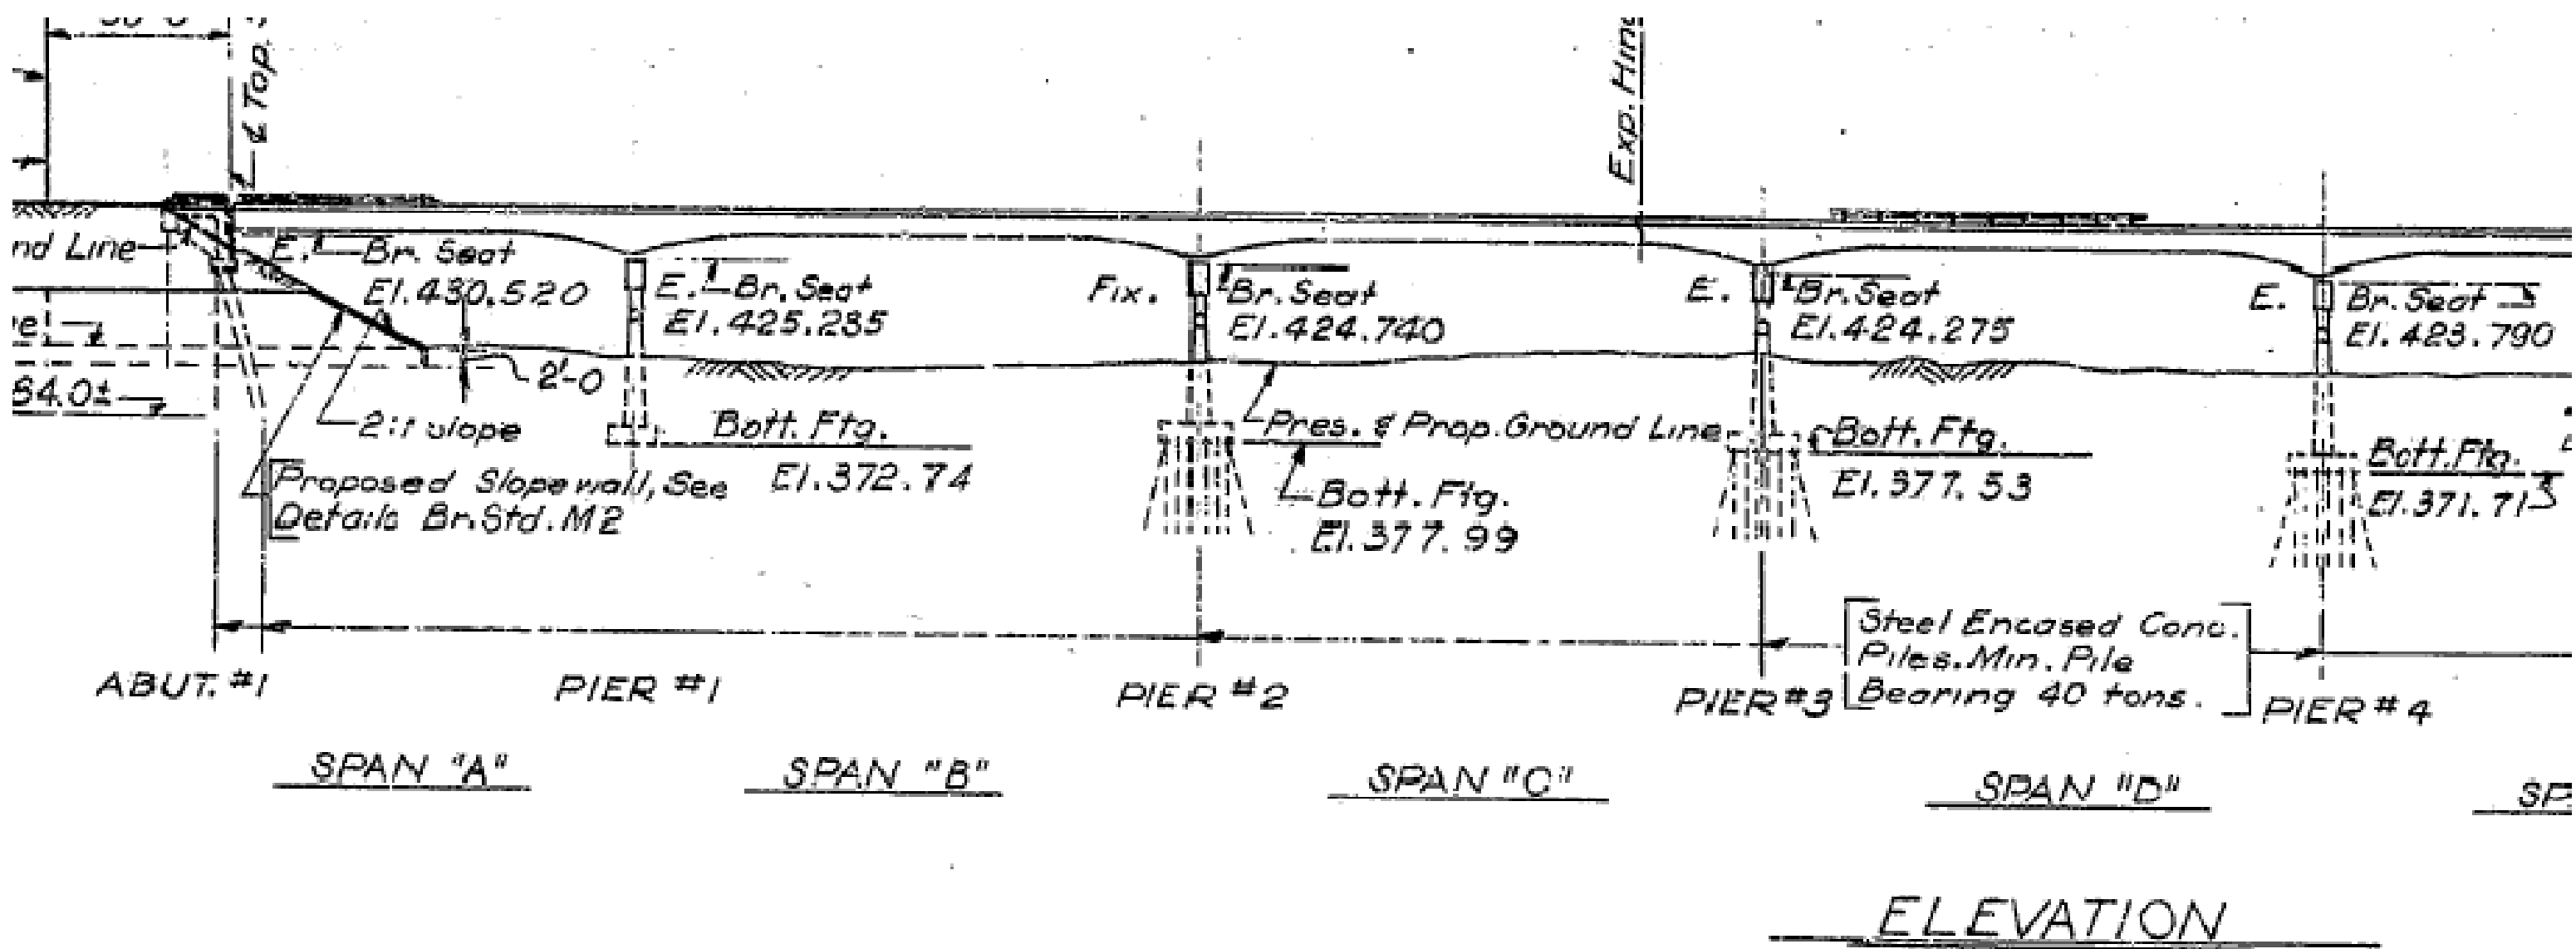 ℄ Top.
Exp. Hin
nd Line
E.
Br. Seat
El. 430.520
E.
Br. Seat
El. 425.235
Fix.
Br. Seat
El. 424.740
E.
Br. Seat
El. 424.275
E.
Br. Seat
El. 423.790
2'-0
84.0±
2:1 slope
Bott. Ftg.
El. 372.74
Pres. & Prop. Ground Line
Bott. Ftg.
El. 377.99
Bott. Ftg.
El. 377.53
Bott. Ftg.
El. 371.71
Proposed Slopewall, See
Details Br. Std. M2
Steel Encased Conc.
Piles. Min. Pile
Bearing 40 tons.
ABUT. #1
PIER #1
PIER #2
PIER #3
PIER #4
SPAN "A"
SPAN "B"
SPAN "C"
SPAN "D"
SP
ELEVATION